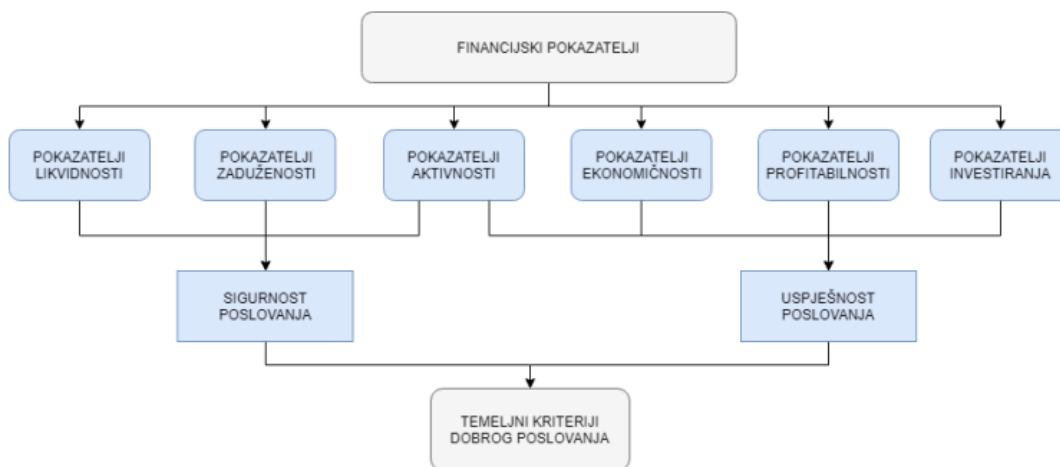 FINANCIJSKI POKAZATELJI
POKAZATELJI
LIKVIDNOSTI
POKAZATELJI
ZADUŽENOSTI
POKAZATELJI
AKTIVNOSTI
POKAZATELJI
EKONOMIČNOSTI
POKAZATELJI
PROFITABILNOSTI
POKAZATELJI
INVESTIRANJA
SIGURNOST
POSLOVANJA
USPJEŠNOST
POSLOVANJA
TEMELJNI KRITERIJI
DOBROG POSLOVANJA